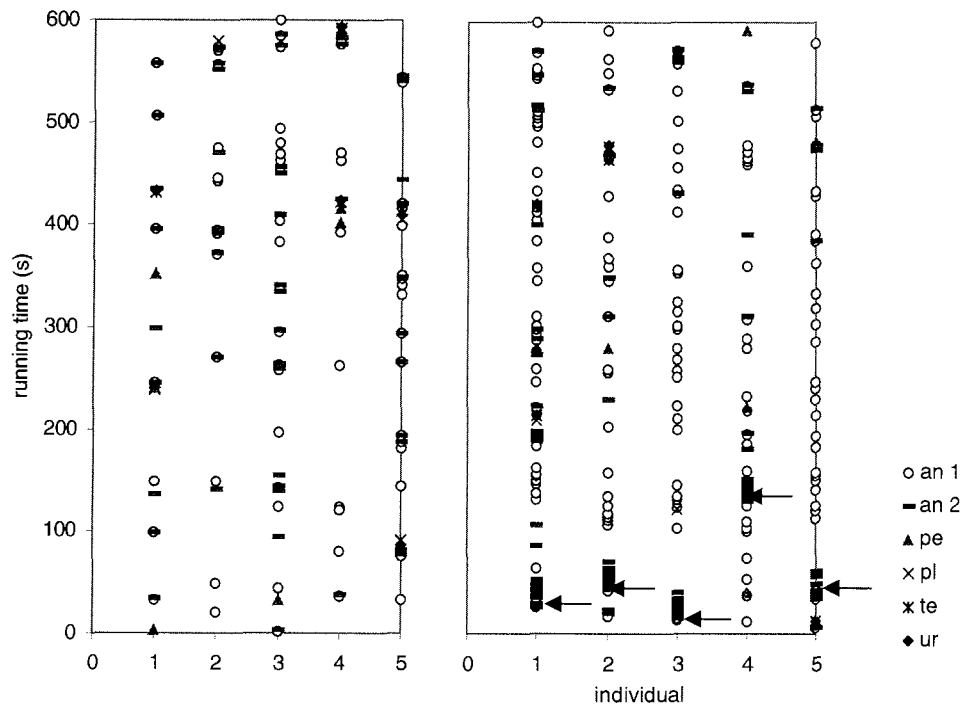 600
500
400
300
200
100
0
running time (s)
0 1 2 3 4 5
0 1 2 3 4 5
individual
an 1
an 2
pe
pl
te
ur